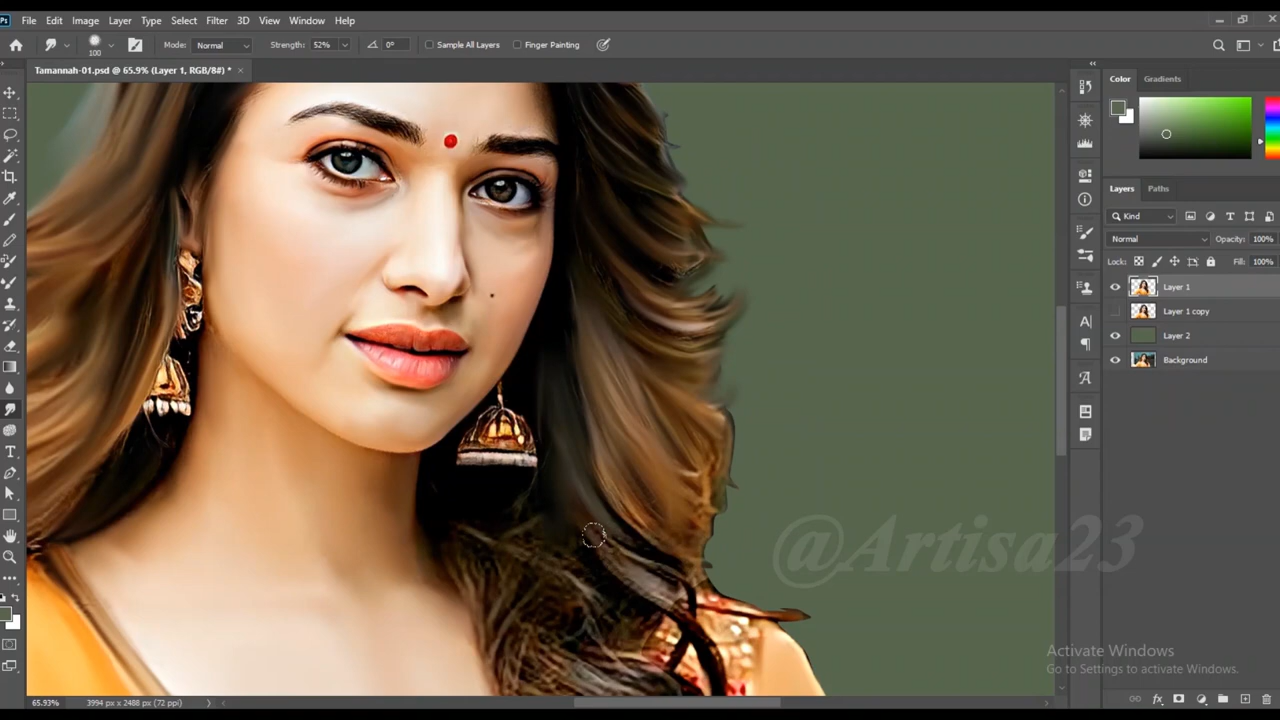 Ps File Edit Image Layer Type Select Filter 3D View Window Help
100 Mode: Normal Strength: 52% 0° Sample All Layers Finger Painting
Tamannah-01.psd @ 65.9% (Layer 1, RGB/8#) * ×
Color Gradients
Layers Paths
Kind
Normal Opacity: 100%
Lock: Fill: 100%
Layer 1
Layer 1 copy
Layer 2
Background
@Artisa23
Activate Windows
Go to Settings to activate Windows.
65.93% 3994 px x 2488 px (72 ppi)